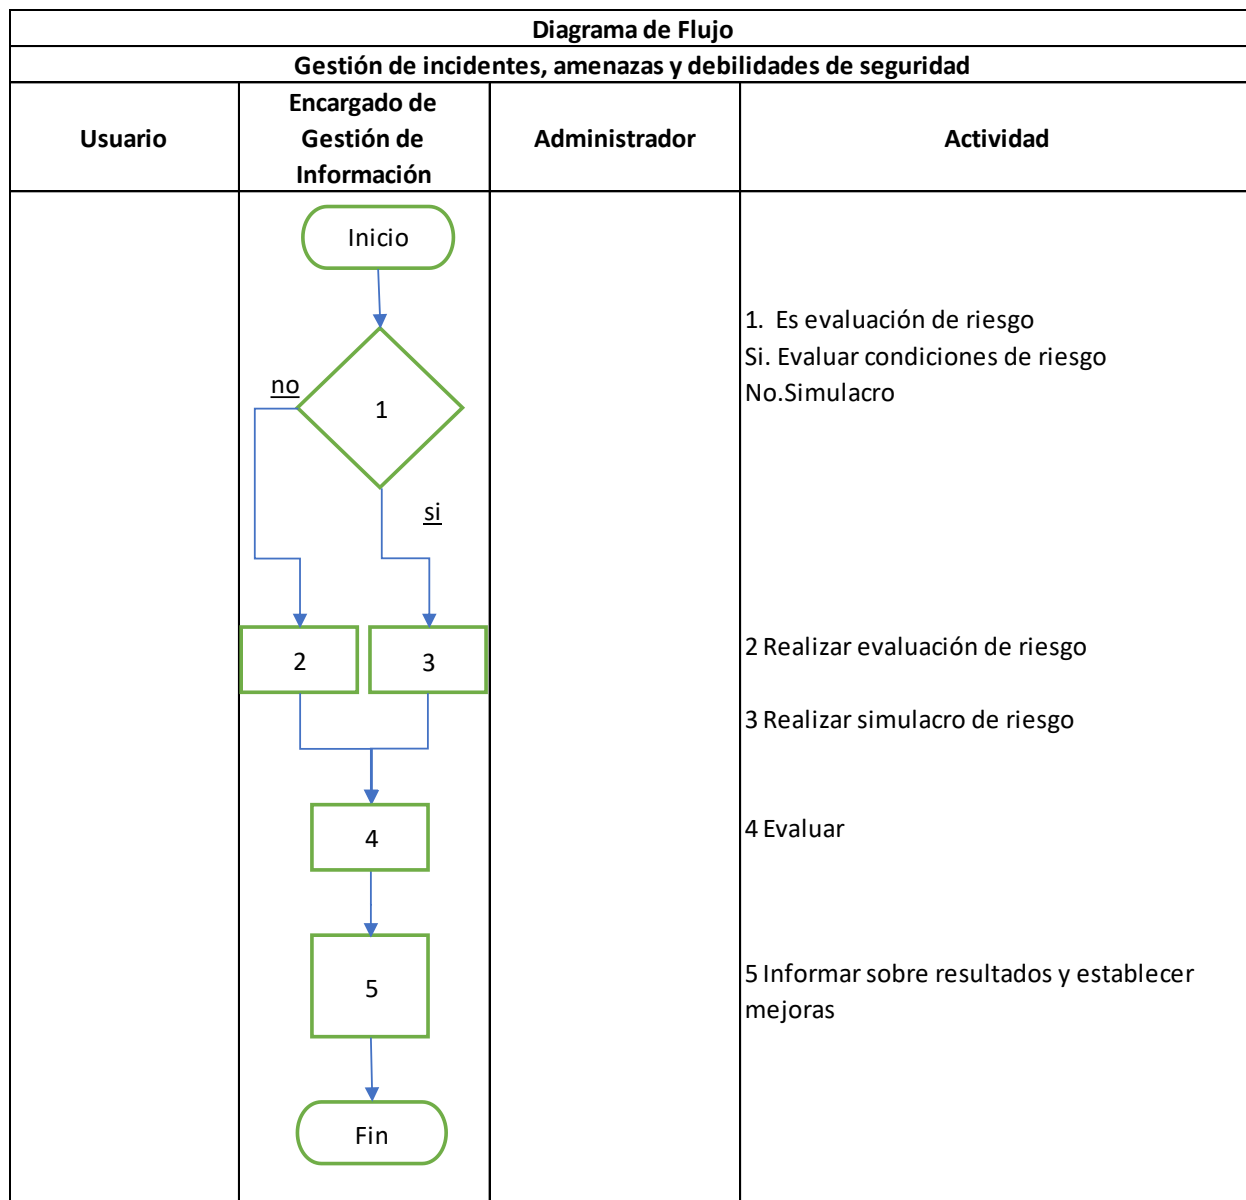 Diagrama de Flujo
Gestión de incidentes, amenazas y debilidades de seguridad
Usuario
Encargado de
Gestión de
Información
Administrador
Actividad
Inicio
1. Es evaluación de riesgo
Si. Evaluar condiciones de riesgo
No.Simulacro
no
1
si
2
3
2 Realizar evaluación de riesgo
3 Realizar simulacro de riesgo
4
4 Evaluar
5
5 Informar sobre resultados y establecer
mejoras
Fin